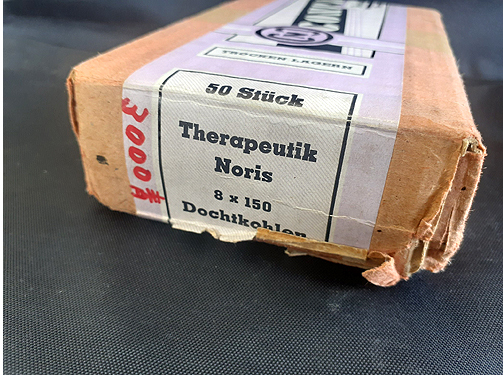 TROCKEN LAGERN
50 Stück
Therapeutik
Noris
8 x 150
Dochtkohlen
3000